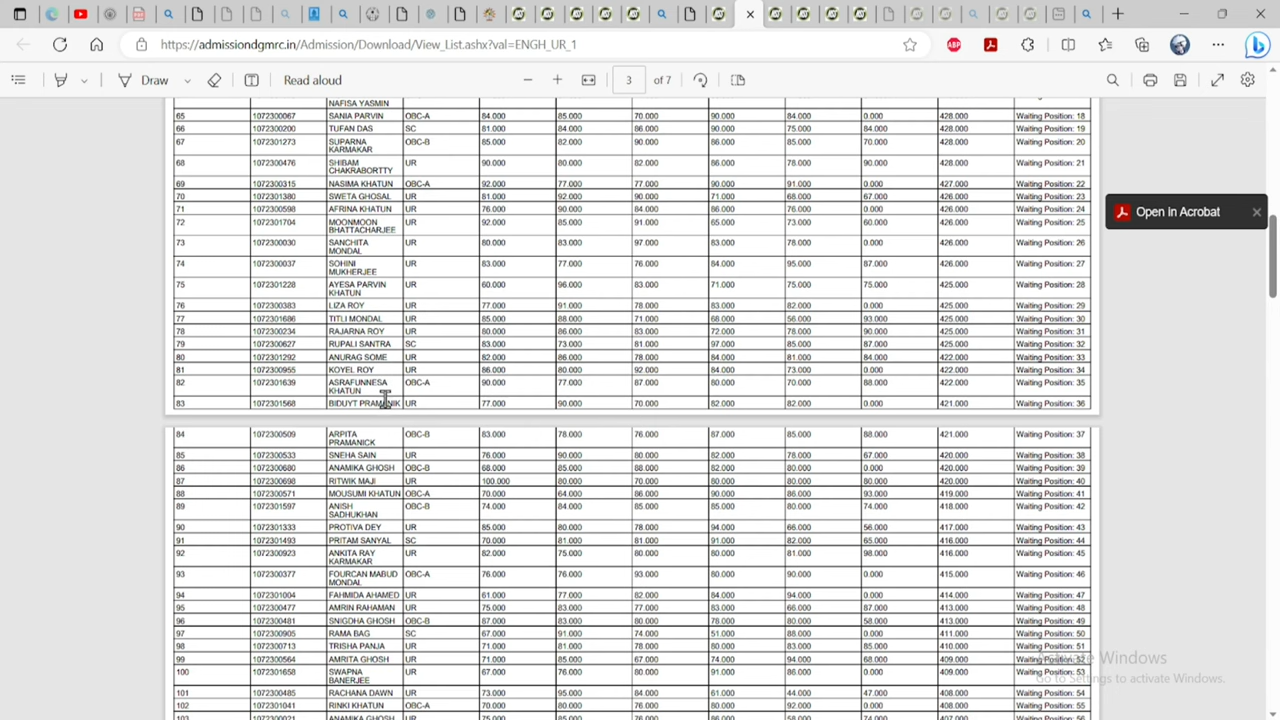 https://admissiondgmrc.in/Admission/Download/View_List.ashx?val=ENGH_UR_1
Draw
Read aloud
3 of 7
NAFISA YASMIN
65 1072300067 SANIA PARVIN OBC-A 84.000 85.000 70.000 90.000 84.000 0.000 428.000 Waiting Position: 18
66 1072300200 TUFAN DAS SC 81.000 84.000 86.000 90.000 75.000 84.000 428.000 Waiting Position: 19
67 1072301273 SUPARNA KARMAKAR OBC-B 85.000 82.000 90.000 86.000 85.000 70.000 428.000 Waiting Position: 20
68 1072300476 SHIBAM CHAKRABORTTY UR 90.000 80.000 82.000 86.000 78.000 90.000 428.000 Waiting Position: 21
69 1072300315 NASIMA KHATUN OBC-A 92.000 77.000 77.000 90.000 91.000 0.000 427.000 Waiting Position: 22
70 1072301380 SWETA GHOSAL UR 81.000 92.000 90.000 71.000 68.000 67.000 426.000 Waiting Position: 23
71 1072300598 AFRINA KHATUN UR 76.000 90.000 84.000 86.000 76.000 0.000 426.000 Waiting Position: 24
72 1072301704 MOONMOON BHATTACHARJEE UR 92.000 85.000 91.000 65.000 73.000 60.000 426.000 Waiting Position: 25
73 1072300030 SANCHITA MONDAL UR 80.000 83.000 97.000 83.000 78.000 0.000 426.000 Waiting Position: 26
74 1072300037 SOHINI MUKHERJEE UR 83.000 77.000 76.000 84.000 95.000 87.000 426.000 Waiting Position: 27
75 1072301228 AYESA PARVIN KHATUN UR 60.000 96.000 83.000 71.000 75.000 75.000 425.000 Waiting Position: 28
76 1072300383 LIZA ROY UR 77.000 91.000 78.000 83.000 82.000 0.000 425.000 Waiting Position: 29
77 1072301686 TITLI MONDAL UR 85.000 88.000 71.000 68.000 56.000 93.000 425.000 Waiting Position: 30
78 1072300234 RAJARNA ROY UR 80.000 86.000 83.000 72.000 78.000 90.000 425.000 Waiting Position: 31
79 1072300627 RUPALI SANTRA SC 83.000 73.000 81.000 97.000 85.000 87.000 425.000 Waiting Position: 32
80 1072301292 ANURAG SOME UR 82.000 86.000 78.000 84.000 81.000 84.000 422.000 Waiting Position: 33
81 1072300955 KOYEL ROY UR 86.000 80.000 92.000 84.000 73.000 0.000 422.000 Waiting Position: 34
82 1072301639 ASRAFUNNESA KHATUN OBC-A 90.000 77.000 87.000 80.000 70.000 88.000 422.000 Waiting Position: 35
83 1072301568 BIDUYT PRAMANIK UR 77.000 90.000 70.000 82.000 82.000 0.000 421.000 Waiting Position: 36
84 1072300509 ARPITA PRAMANICK OBC-B 83.000 78.000 76.000 87.000 85.000 88.000 421.000 Waiting Position: 37
85 1072300533 SNEHA SAIN UR 76.000 90.000 80.000 82.000 78.000 67.000 420.000 Waiting Position: 38
86 1072300680 ANAMIKA GHOSH OBC-B 68.000 85.000 88.000 82.000 80.000 0.000 420.000 Waiting Position: 39
87 1072300698 RITWIK MAJI UR 100.000 80.000 70.000 80.000 80.000 80.000 420.000 Waiting Position: 40
88 1072300571 MOUSUMI KHATUN OBC-A 70.000 64.000 86.000 90.000 86.000 93.000 419.000 Waiting Position: 41
89 1072301597 ANISH SADHUKHAN OBC-B 74.000 84.000 85.000 85.000 80.000 74.000 418.000 Waiting Position: 42
90 1072301333 PROTIVA DEY UR 85.000 80.000 78.000 94.000 66.000 56.000 417.000 Waiting Position: 43
91 1072301493 PRITAM SANYAL SC 70.000 81.000 81.000 91.000 82.000 65.000 416.000 Waiting Position: 44
92 1072300923 ANKITA RAY KARMAKAR UR 82.000 75.000 80.000 80.000 81.000 98.000 416.000 Waiting Position: 45
93 1072300377 FOURCAN MABUD MONDAL OBC-A 76.000 76.000 93.000 80.000 90.000 0.000 415.000 Waiting Position: 46
94 1072301004 FAHMIDA AHAMED UR 61.000 77.000 82.000 84.000 94.000 0.000 414.000 Waiting Position: 47
95 1072300477 AMRIN RAHAMAN UR 75.000 83.000 77.000 83.000 66.000 87.000 413.000 Waiting Position: 48
96 1072300481 SNIGDHA GHOSH OBC-B 87.000 83.000 80.000 78.000 80.000 58.000 413.000 Waiting Position: 49
97 1072300905 RAMA BAG SC 67.000 91.000 74.000 51.000 88.000 0.000 411.000 Waiting Position: 50
98 1072300713 TRISHA PANJA UR 71.000 81.000 78.000 80.000 83.000 85.000 410.000 Waiting Position: 51
99 1072300564 AMRITA GHOSH UR 71.000 85.000 67.000 74.000 94.000 68.000 409.000 Waiting Position: 52
100 1072301658 SWAPNA BANERJEE UR 67.000 76.000 80.000 91.000 86.000 0.000 409.000 Waiting Position: 53
101 1072300485 RACHANA DAWN UR 73.000 95.000 84.000 61.000 44.000 47.000 408.000 Waiting Position: 54
102 1072301041 RINKI KHATUN OBC-A 70.000 80.000 76.000 80.000 92.000 0.000 408.000 Waiting Position: 55
103 1072300021 ANAMIKA GHOSH UR 75.000 85.000 80.000 86.000 58.000 74.000 407.000 Waiting Position: 56
Open in Acrobat
Activate Windows
Go to Settings to activate Windows.